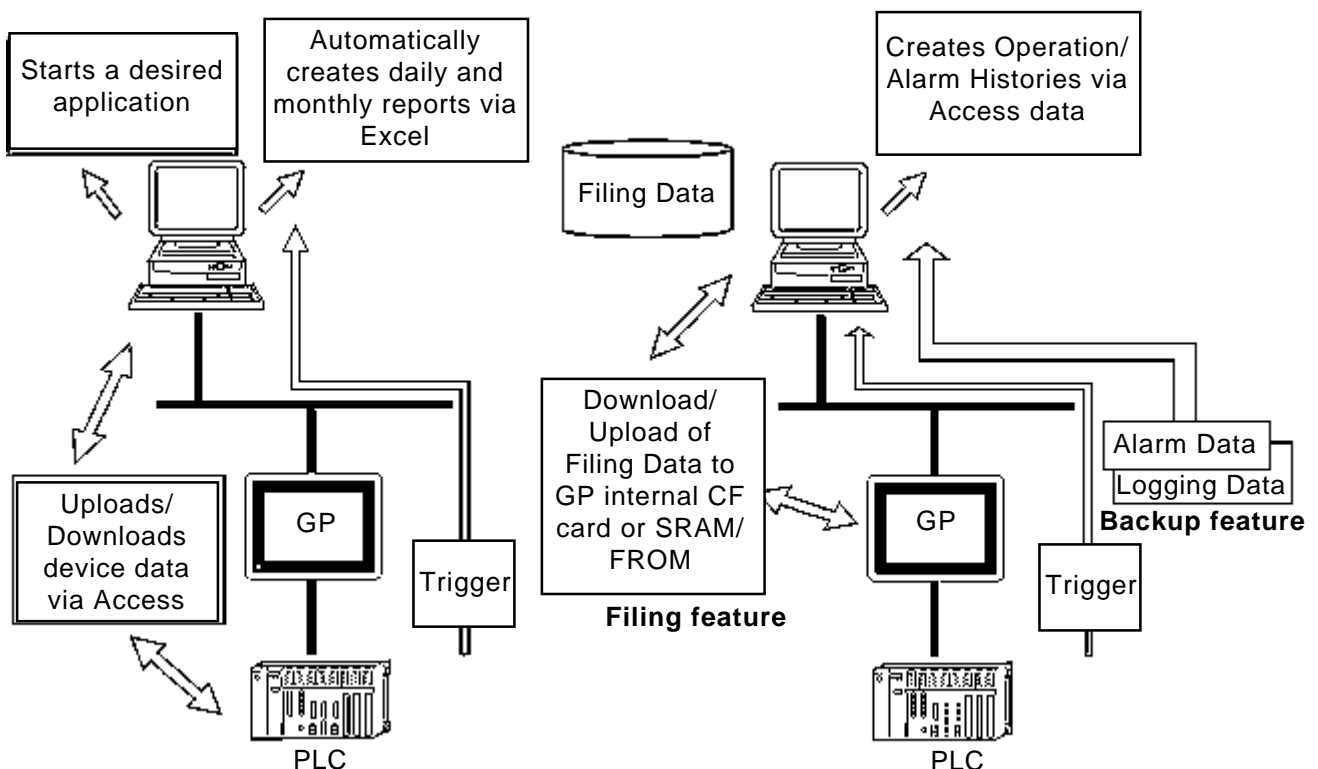 Starts a desired
application
Automatically
creates daily and
monthly reports via
Excel
Uploads/
Downloads
device data
via Access
GP
Trigger
PLC
Creates Operation/
Alarm Histories via
Access data
Filing Data
Download/
Upload of
Filing Data to
GP internal CF
card or SRAM/
FROM
Filing feature
GP
Alarm Data
Logging Data
Backup feature
Trigger
PLC